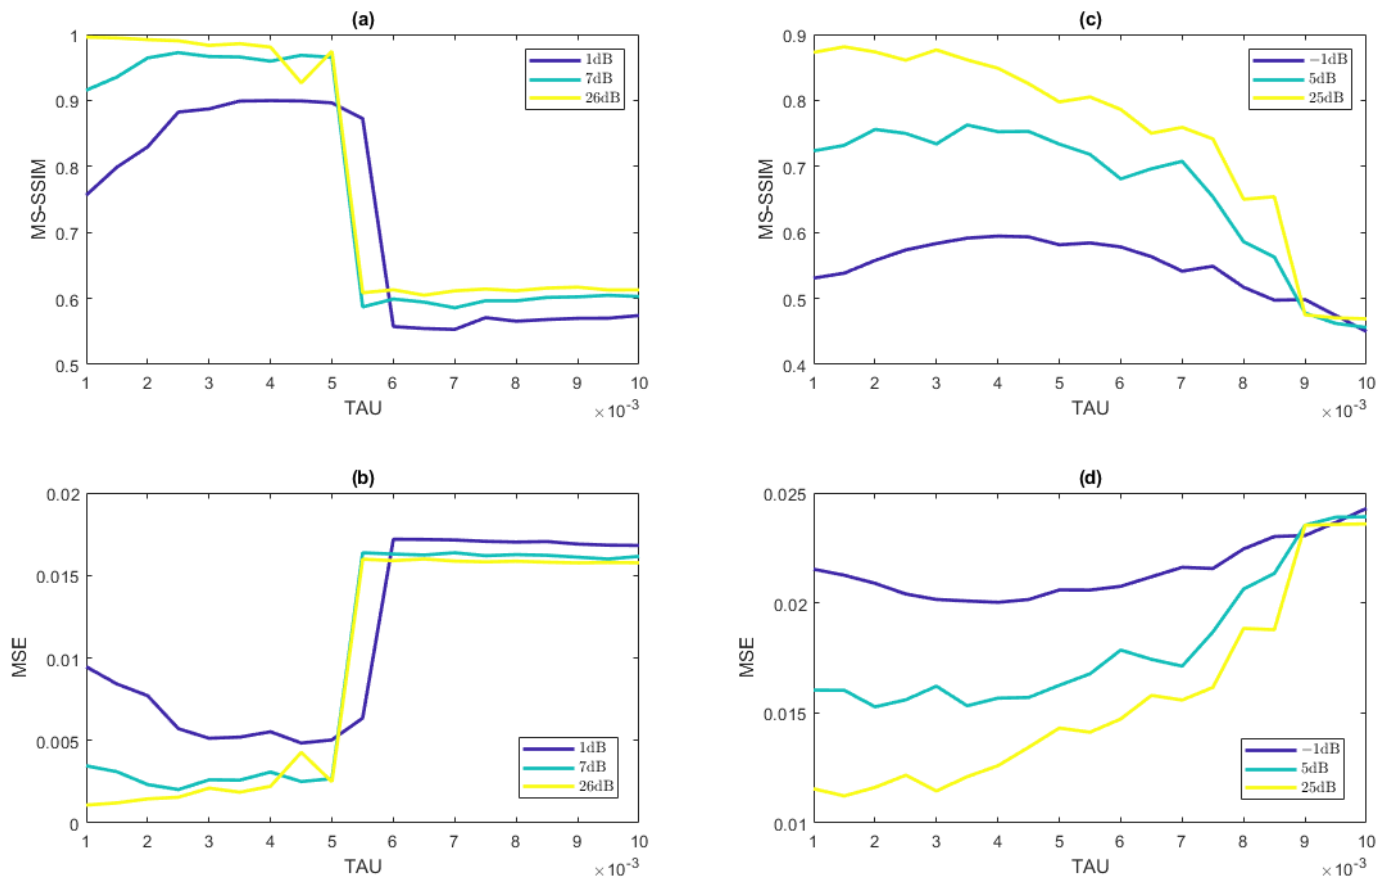 (a)
MS-SSIM
1
0.9
0.8
0.7
0.6
0.5
1 2 3 4 5 6 7 8 9 10
TAU
×10-3
1dB
7dB
26dB
(c)
MS-SSIM
0.9
0.8
0.7
0.6
0.5
0.4
1 2 3 4 5 6 7 8 9 10
TAU
×10-3
−1dB
5dB
25dB
(b)
MSE
0.02
0.015
0.01
0.005
0
1 2 3 4 5 6 7 8 9 10
TAU
×10-3
1dB
7dB
26dB
(d)
MSE
0.025
0.02
0.015
0.01
1 2 3 4 5 6 7 8 9 10
TAU
×10-3
−1dB
5dB
25dB